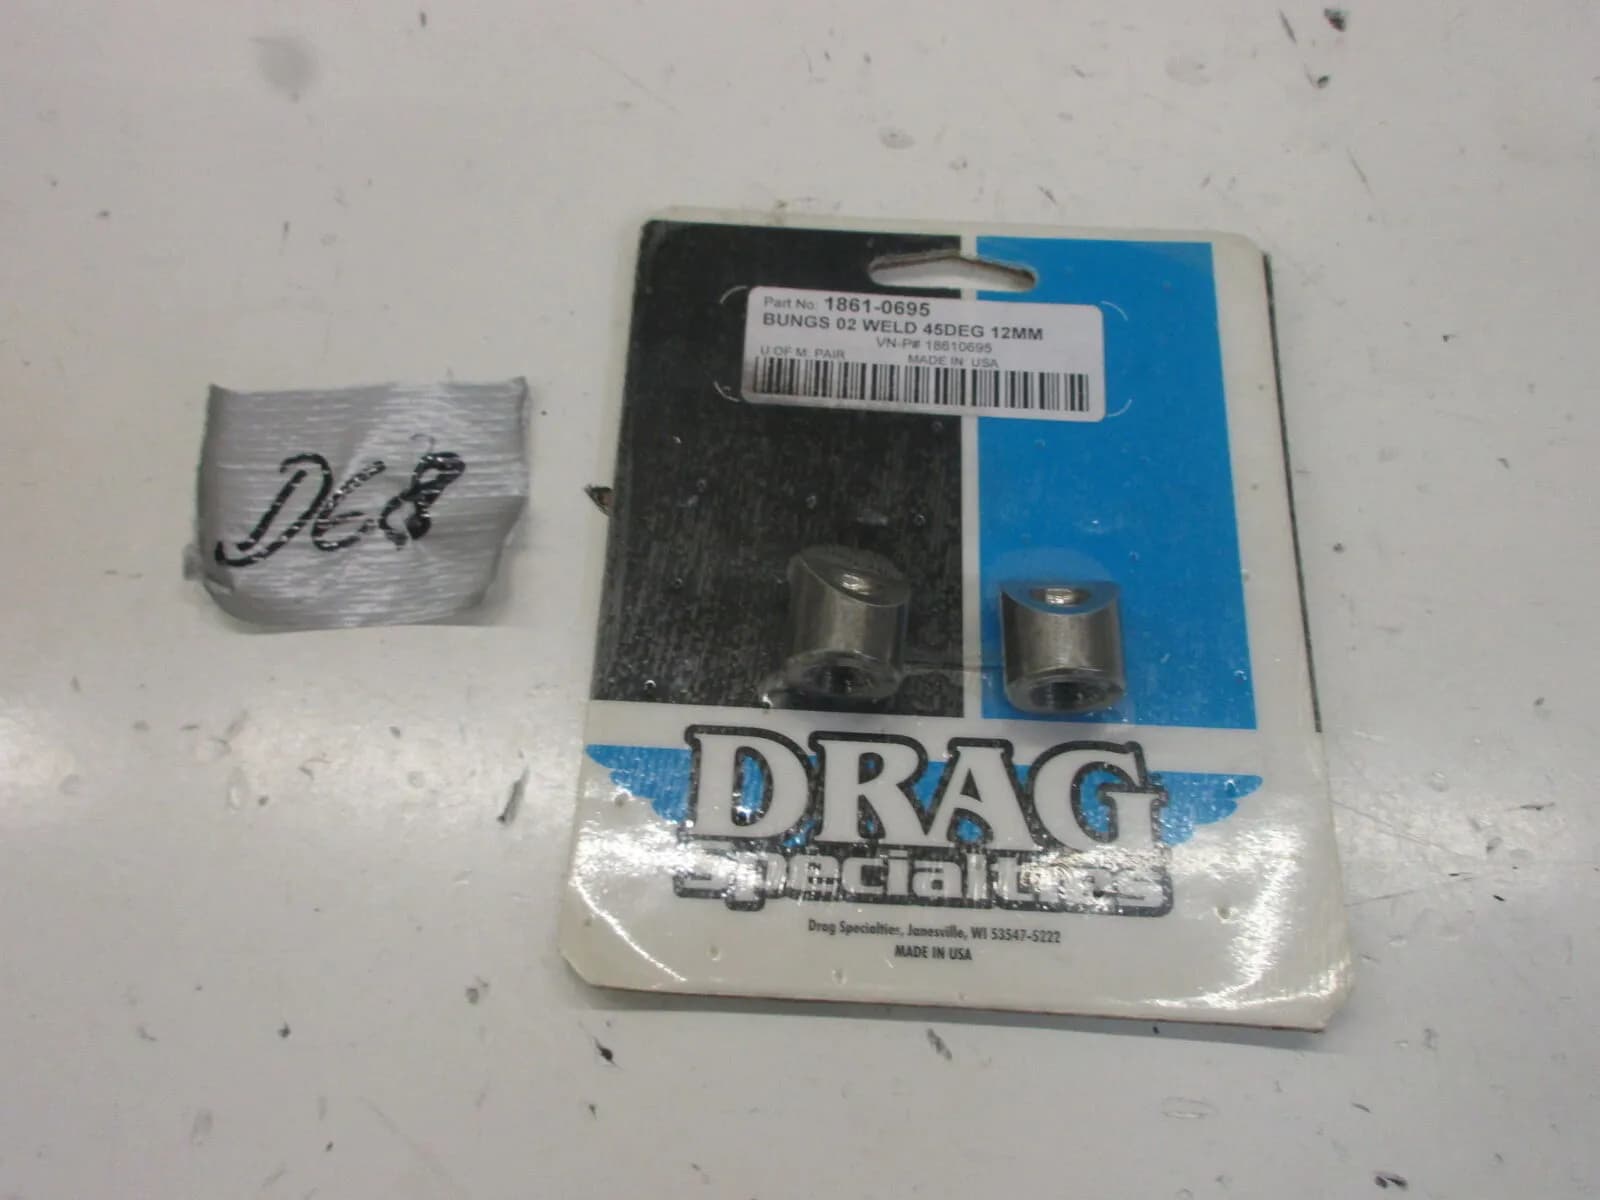 DE8
Part No: 1861-0695
BUNGS 02 WELD 45DEG 12MM
VN-P# 18610695
U OF M: PAIR MADE IN: USA
DRAG
Specialties
Drag Specialties, Janesville, WI 53547-5222
MADE IN USA